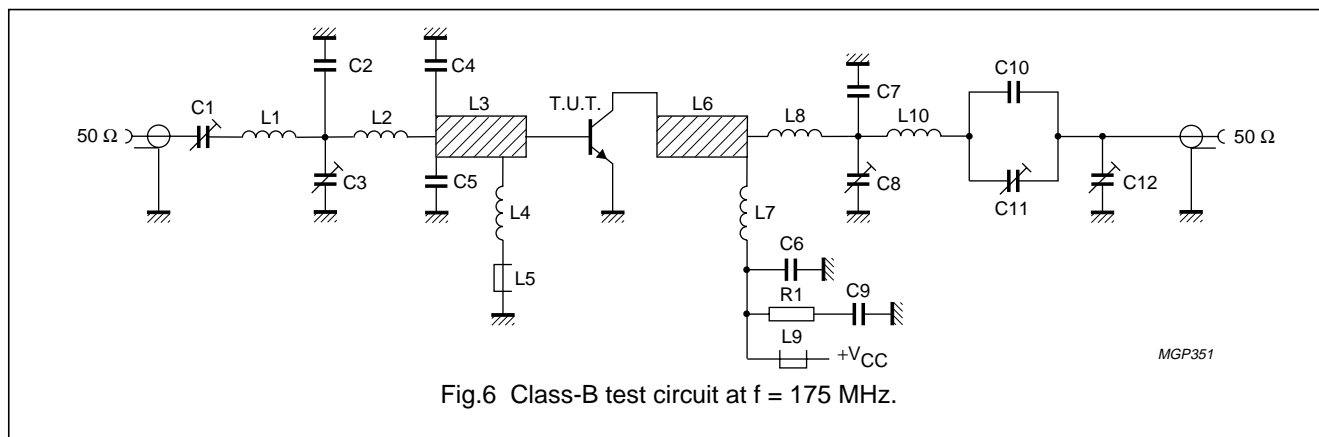 C2
C4
C7
C10
C1
L1
L2
L3
T.U.T.
L6
L8
L10
50 Ω
50 Ω
C3
C5
C8
C11
C12
L4
L7
L5
C6
R1
C9
L9
+VCC
MGP351
Fig.6 Class-B test circuit at f = 175 MHz.